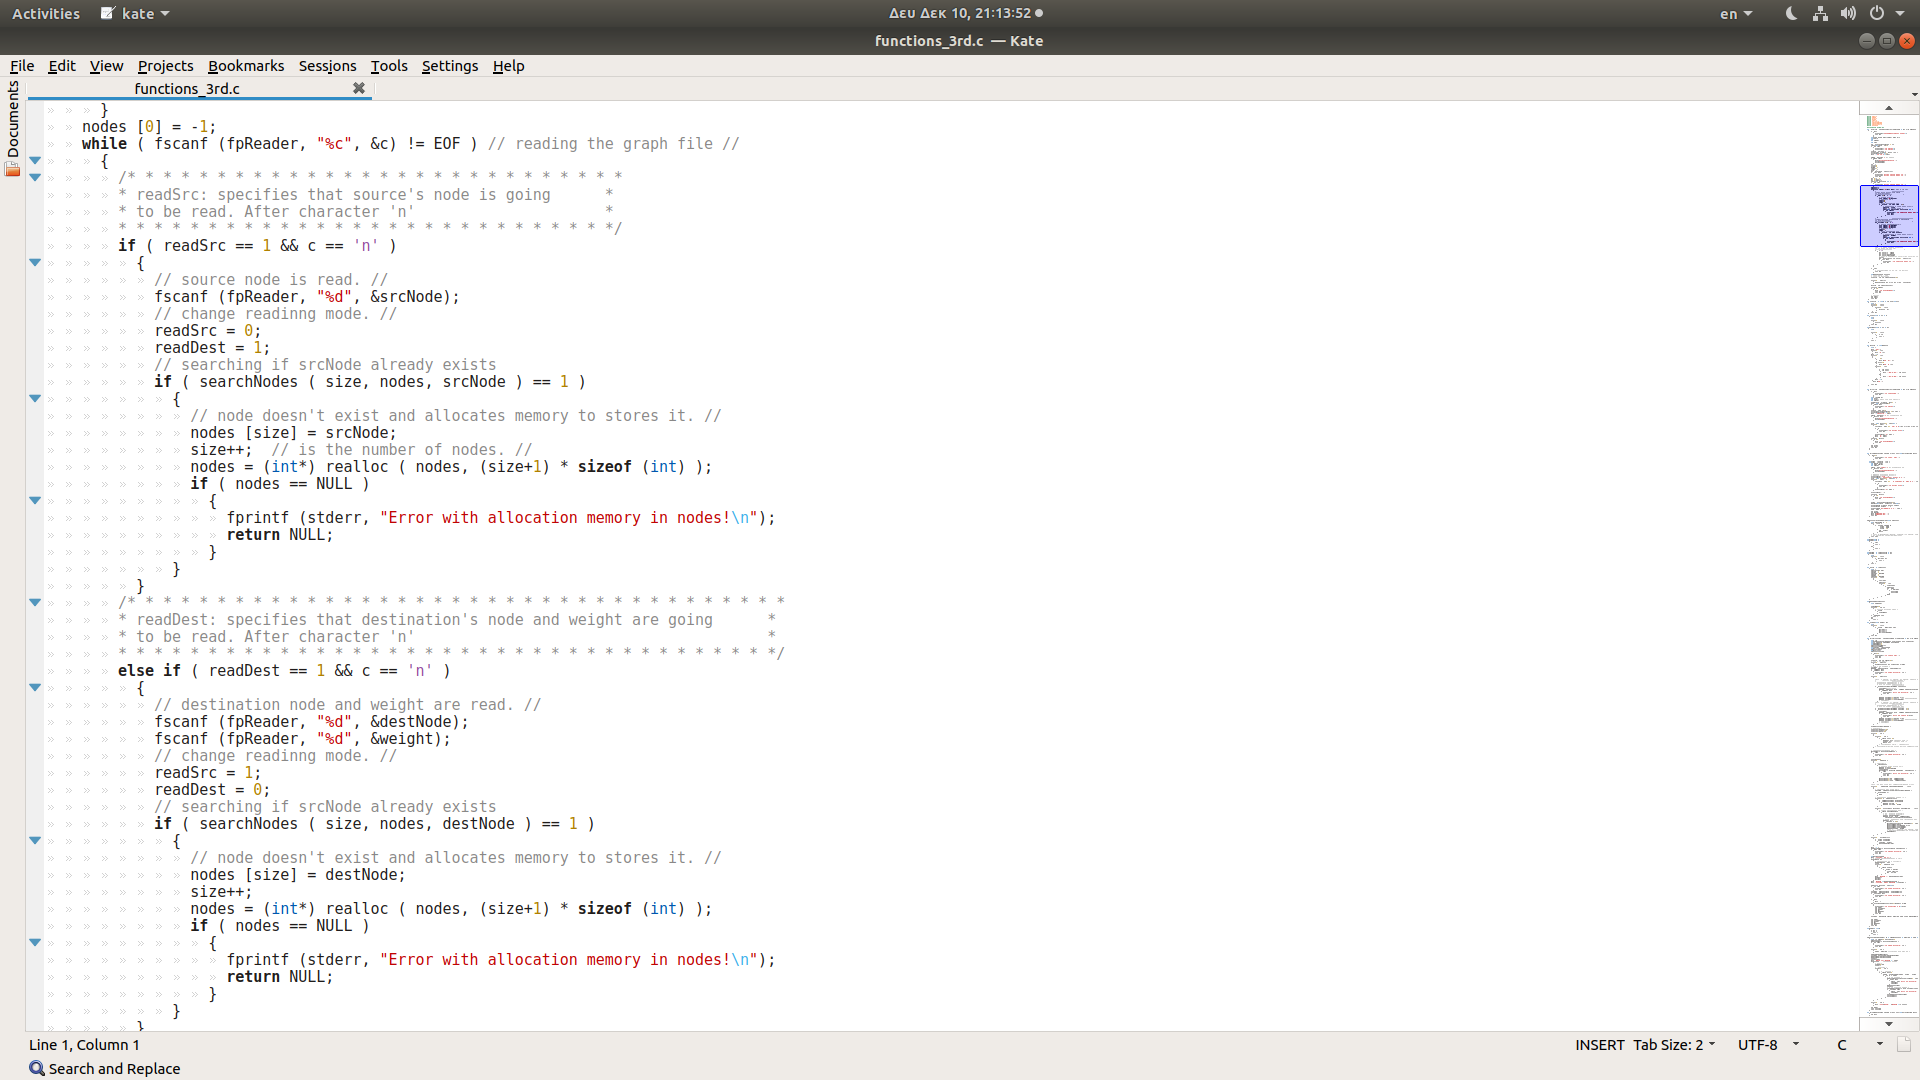 Activities kate Δευ Δεκ 10, 21:13:52 en
functions_3rd.c — Kate
File Edit View Projects Bookmarks Sessions Tools Settings Help
Documents
functions_3rd.c
}
nodes [0] = -1;
while ( fscanf (fpReader, "%c", &c) != EOF ) // reading the graph file //
{
/* * * * * * * * * * * * * * * * * * * * * * * * * * * *
* readSrc: specifies that source's node is going *
* to be read. After character 'n' *
* * * * * * * * * * * * * * * * * * * * * * * * * * * */
if ( readSrc == 1 && c == 'n' )
{
// source node is read. //
fscanf (fpReader, "%d", &srcNode);
// change readinng mode. //
readSrc = 0;
readDest = 1;
// searching if srcNode already exists
if ( searchNodes ( size, nodes, srcNode ) == 1 )
{
// node doesn't exist and allocates memory to stores it. //
nodes [size] = srcNode;
size++;  // is the number of nodes. //
nodes = (int*) realloc ( nodes, (size+1) * sizeof (int) );
if ( nodes == NULL )
{
fprintf (stderr, "Error with allocation memory in nodes!\n");
return NULL;
}
}
}
/* * * * * * * * * * * * * * * * * * * * * * * * * * * * * * * * * * * * *
* readDest: specifies that destination's node and weight are going *
* to be read. After character 'n' *
* * * * * * * * * * * * * * * * * * * * * * * * * * * * * * * * * * * * */
else if ( readDest == 1 && c == 'n' )
{
// destination node and weight are read. //
fscanf (fpReader, "%d", &destNode);
fscanf (fpReader, "%d", &weight);
// change readinng mode. //
readSrc = 1;
readDest = 0;
// searching if srcNode already exists
if ( searchNodes ( size, nodes, destNode ) == 1 )
{
// node doesn't exist and allocates memory to stores it. //
nodes [size] = destNode;
size++;
nodes = (int*) realloc ( nodes, (size+1) * sizeof (int) );
if ( nodes == NULL )
{
fprintf (stderr, "Error with allocation memory in nodes!\n");
return NULL;
}
}
}
Line 1, Column 1 INSERT Tab Size: 2 UTF-8 C
Search and Replace